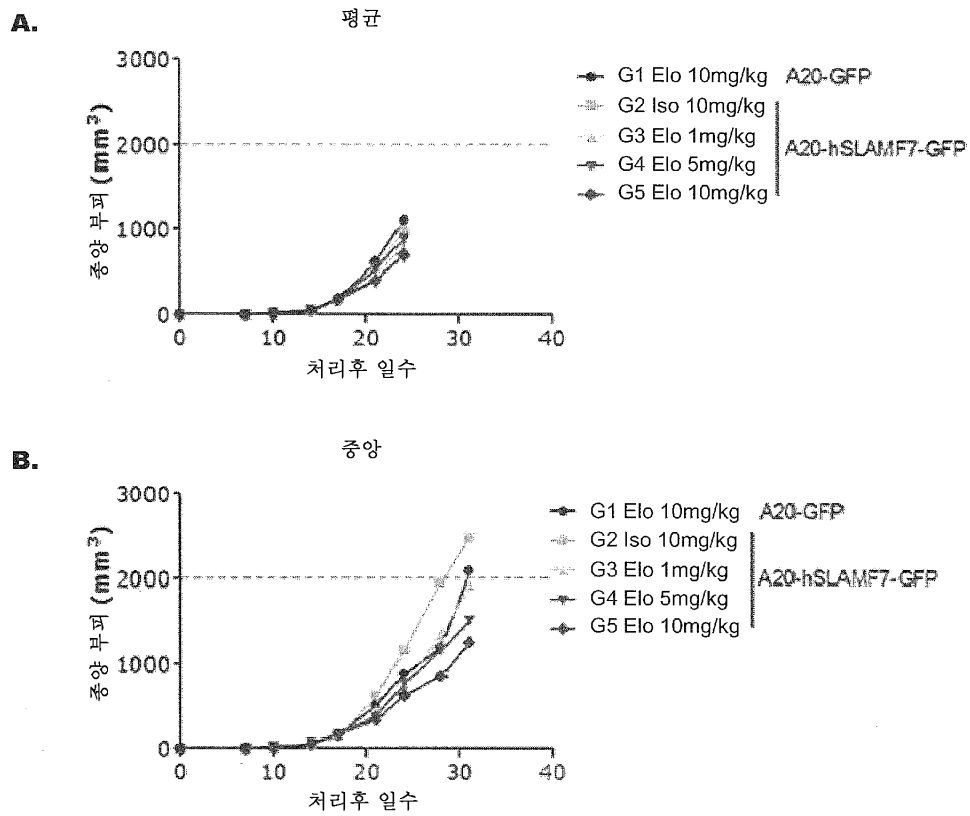 A.
평균
3000
2000
1000
0
0 10 20 30 40
종양 부피 (mm³)
처리후 일수
G1 Elo 10mg/kg A20-GFP
G2 Iso 10mg/kg
G3 Elo 1mg/kg
G4 Elo 5mg/kg
G5 Elo 10mg/kg
A20-hSLAMF7-GFP
B.
중앙
3000
2000
1000
0
0 10 20 30 40
종양 부피 (mm³)
처리후 일수
G1 Elo 10mg/kg A20-GFP
G2 Iso 10mg/kg
G3 Elo 1mg/kg
G4 Elo 5mg/kg
G5 Elo 10mg/kg
A20-hSLAMF7-GFP